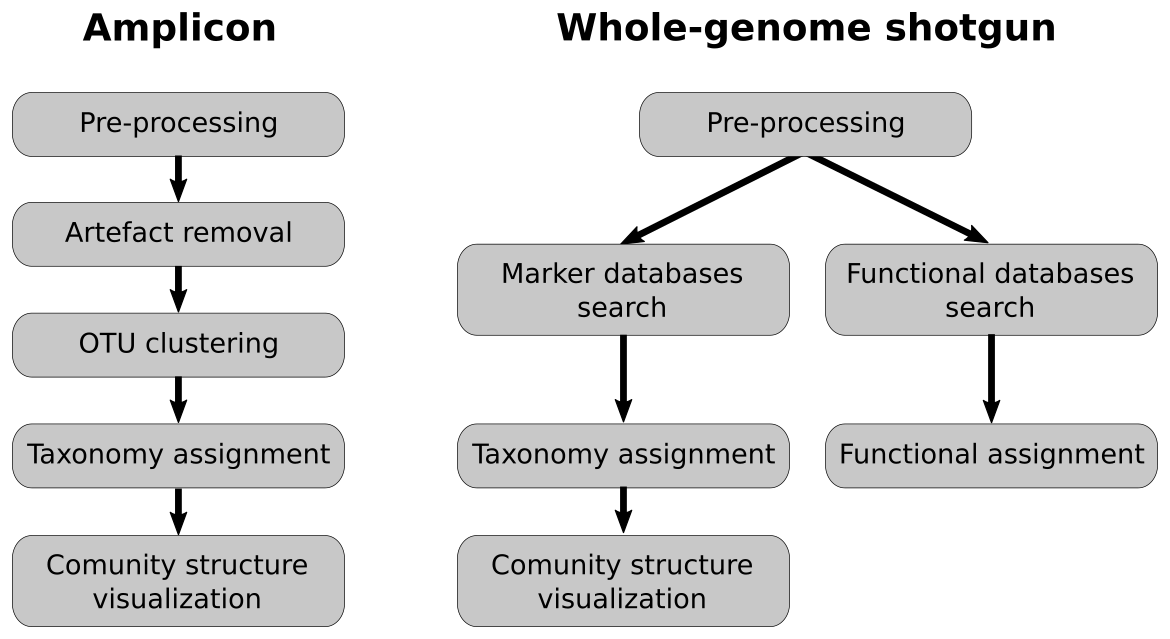 Amplicon
Pre-processing
Artefact removal
OTU clustering
Taxonomy assignment
Comunity structure
visualization
Whole-genome shotgun
Pre-processing
Marker databases
search
Taxonomy assignment
Comunity structure
visualization
Functional databases
search
Functional assignment